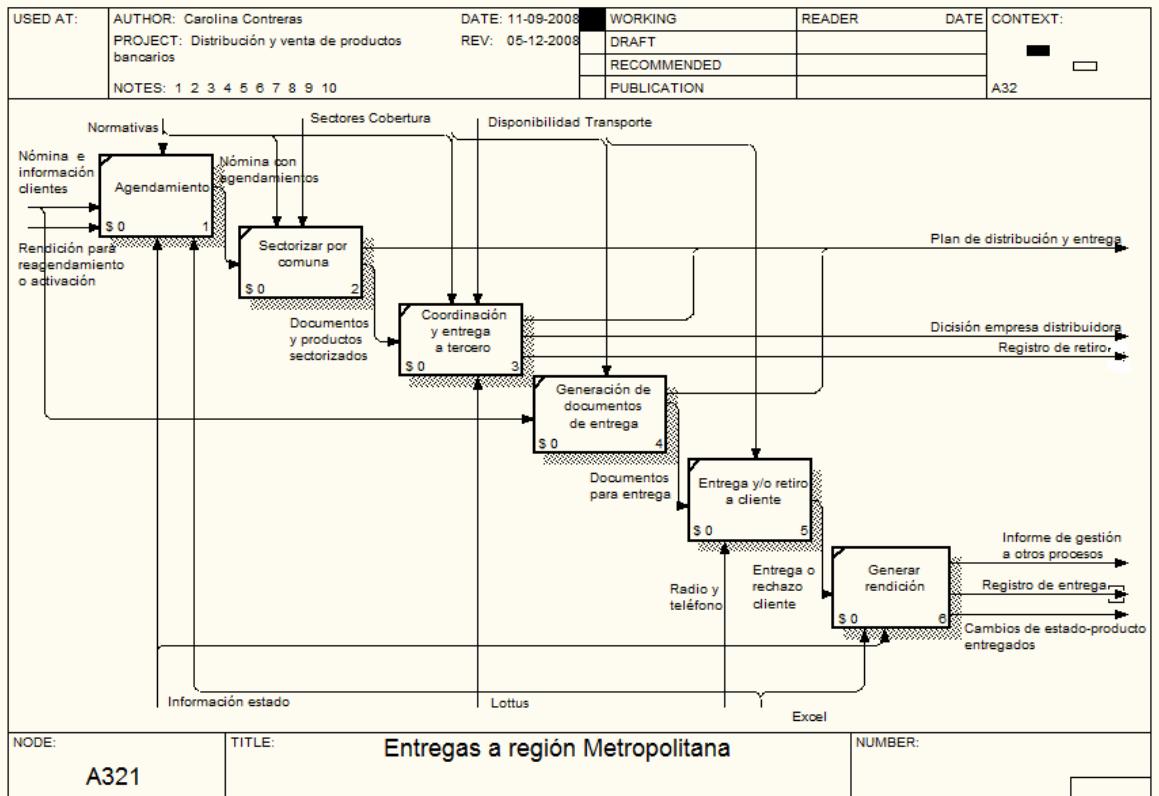 USED AT:
AUTHOR: Carolina Contreras
DATE: 11-09-2008
PROJECT: Distribución y venta de productos
bancarios
REV: 05-12-2008
NOTES: 1 2 3 4 5 6 7 8 9 10
WORKING
DRAFT
RECOMMENDED
PUBLICATION
READER
DATE
CONTEXT:
A32
Normativas
Sectores Cobertura
Disponibilidad Transporte
Nómina e
información
clientes
Agendamiento
$ 0
1
Nómina con
agendamientos
Rendición para
reagendamiento
o activación
Sectorizar por
comuna
$ 0
2
Plan de distribución y entrega
Documentos
y productos
sectorizados
Coordinación
y entrega
a tercero
$ 0
3
Dicisión empresa distribuidora
Registro de retiro
Generación de
documentos
de entrega
$ 0
4
Documentos
para entrega
Entrega y/o retiro
a cliente
$ 0
5
Radio y
teléfono
Entrega o
rechazo
cliente
Generar
rendición
$ 0
6
Informe de gestión
a otros procesos
Registro de entrega
Cambios de estado-producto
entregados
Información estado
Lottus
Excel
NODE:
A321
TITLE:
Entregas a región Metropolitana
NUMBER: